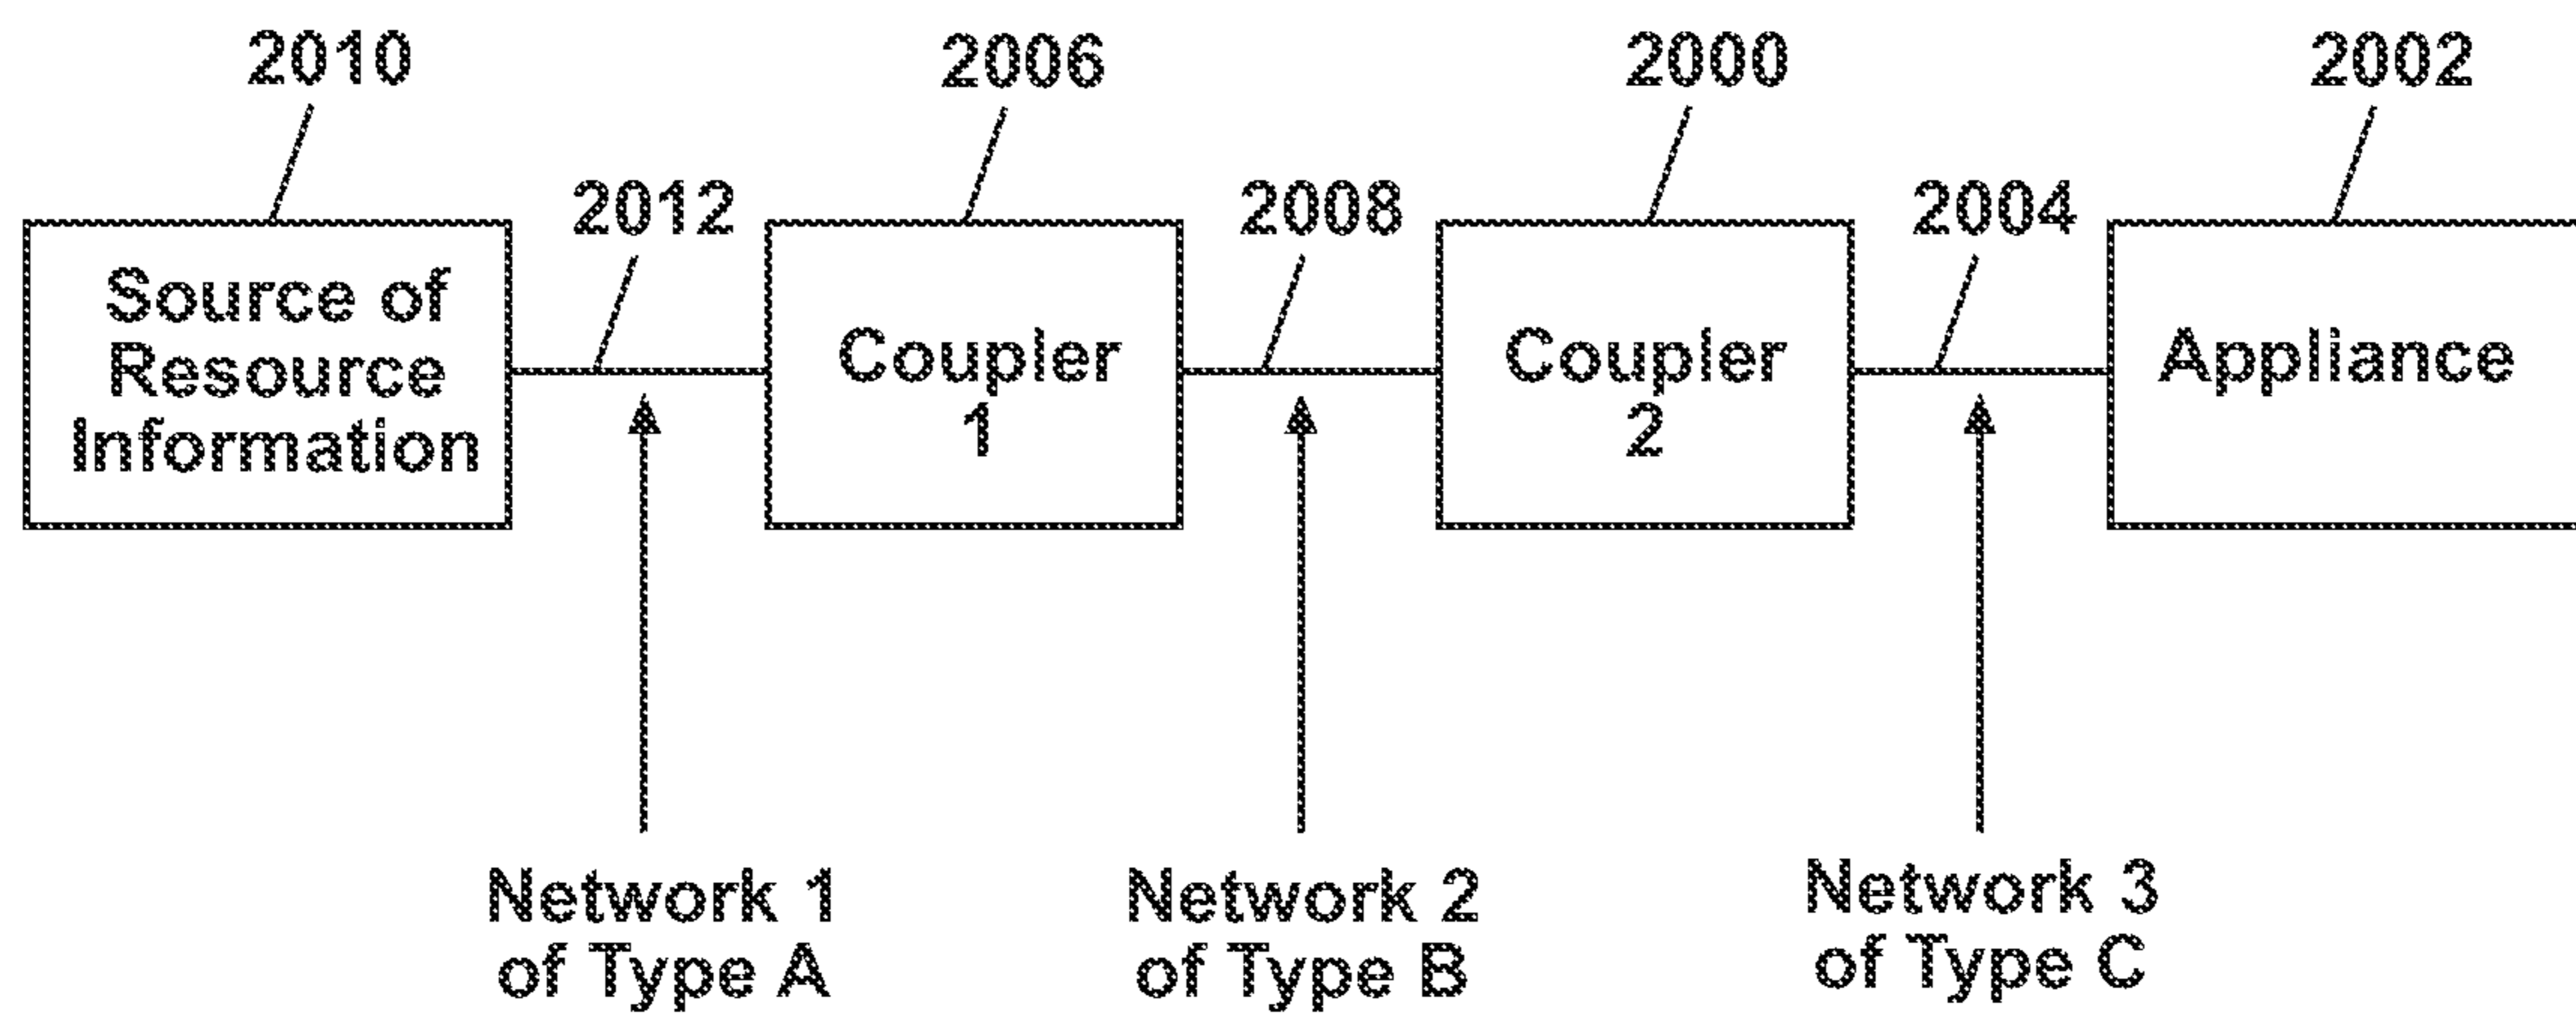 2010
2006
2000
2002
2012
2008
2004
Source of
Resource
Information
Coupler
1
Coupler
2
Appliance
Network 1
of Type A
Network 2
of Type B
Network 3
of Type C